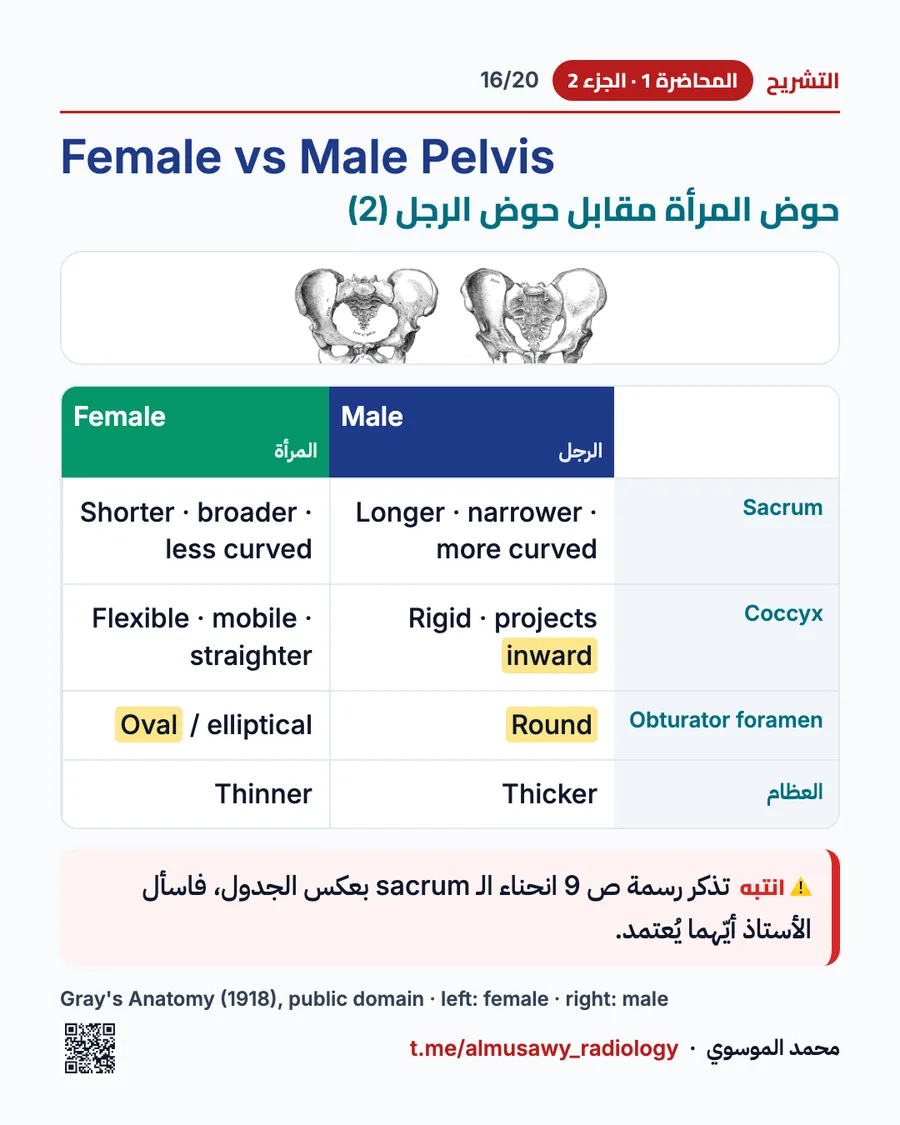 التشريح المحاضرة 1 · الجزء 2 16/20
Female vs Male Pelvis
حوض المرأة مقابل حوض الرجل (2)
Female
المرأة
Male
الرجل
Sacrum
Longer · narrower ·
more curved
Shorter · broader ·
less curved
Coccyx
Rigid · projects
inward
Flexible · mobile ·
straighter
Obturator foramen
Round
Oval / elliptical
العظام
Thicker
Thinner
⚠️ انتبه تذكر رسمة ص 9 انحناء الـ sacrum بعكس الجدول، فاسأل
الأستاذ أيّهما يُعتمد.
Gray's Anatomy (1918), public domain · left: female · right: male
محمد الموسوي · t.me/almusawy_radiology